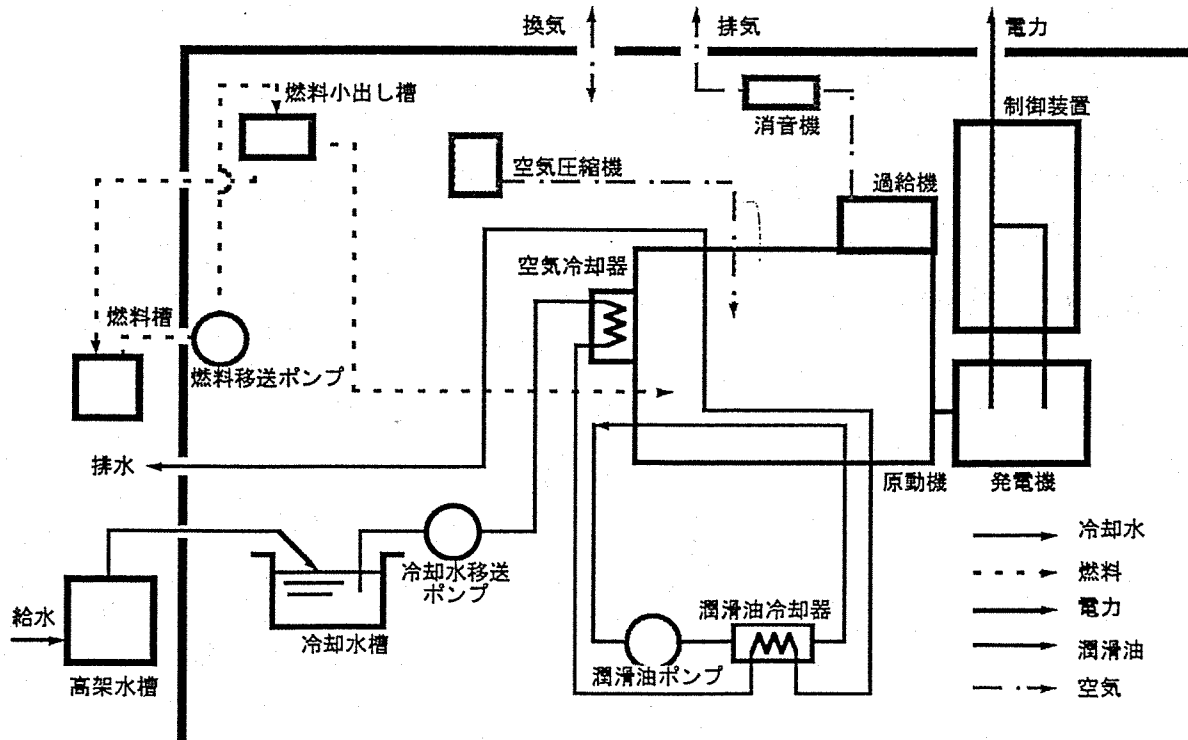 換気
排気
電力
燃料小出し槽
制御装置
消音機
空気圧縮機
過給機
空気冷却器
燃料槽
燃料移送ポンプ
排水
原動機
発電機
冷却水
冷却水移送
ポンプ
燃料
給水
潤滑油冷却器
電力
冷却水槽
潤滑油
潤滑油ポンプ
高架水槽
空気